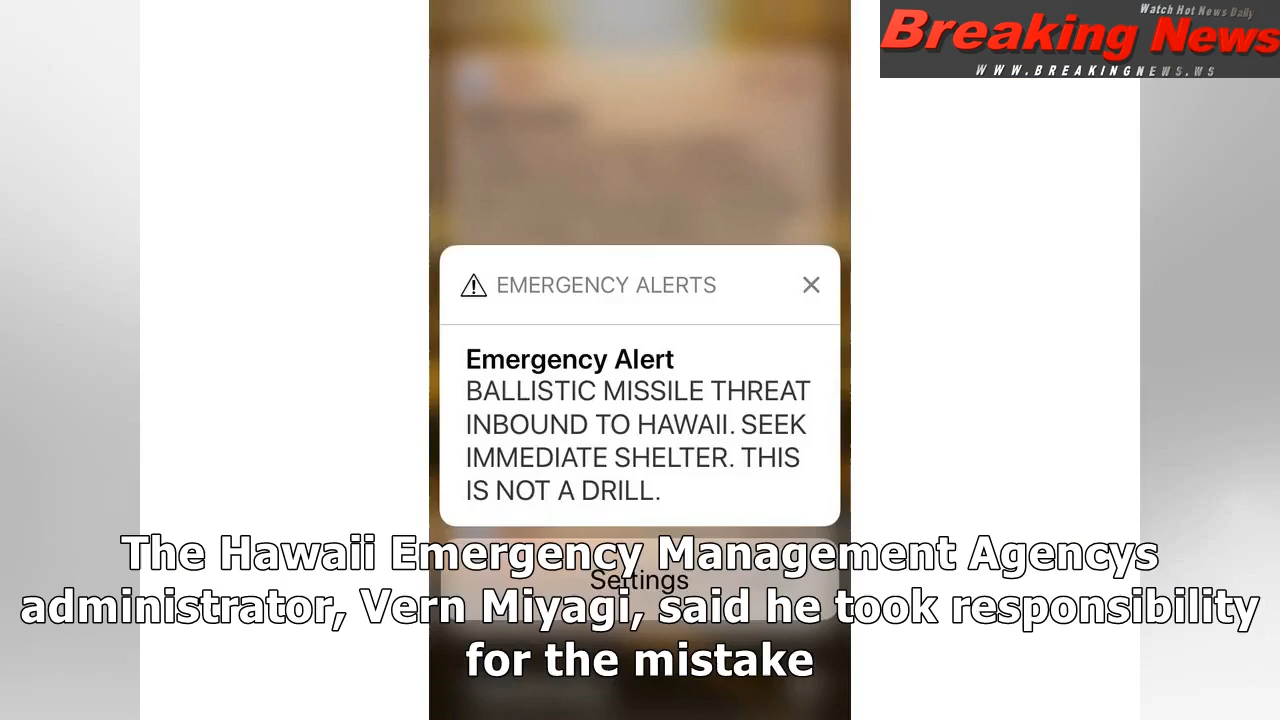 Watch Hot News Daily
Breaking News
WWW.BREAKINGNEWS.WS
EMERGENCY ALERTS
Emergency Alert
BALLISTIC MISSILE THREAT
INBOUND TO HAWAII. SEEK
IMMEDIATE SHELTER. THIS
IS NOT A DRILL.
Settings
The Hawaii Emergency Management Agencys
administrator, Vern Miyagi, said he took responsibility
for the mistake